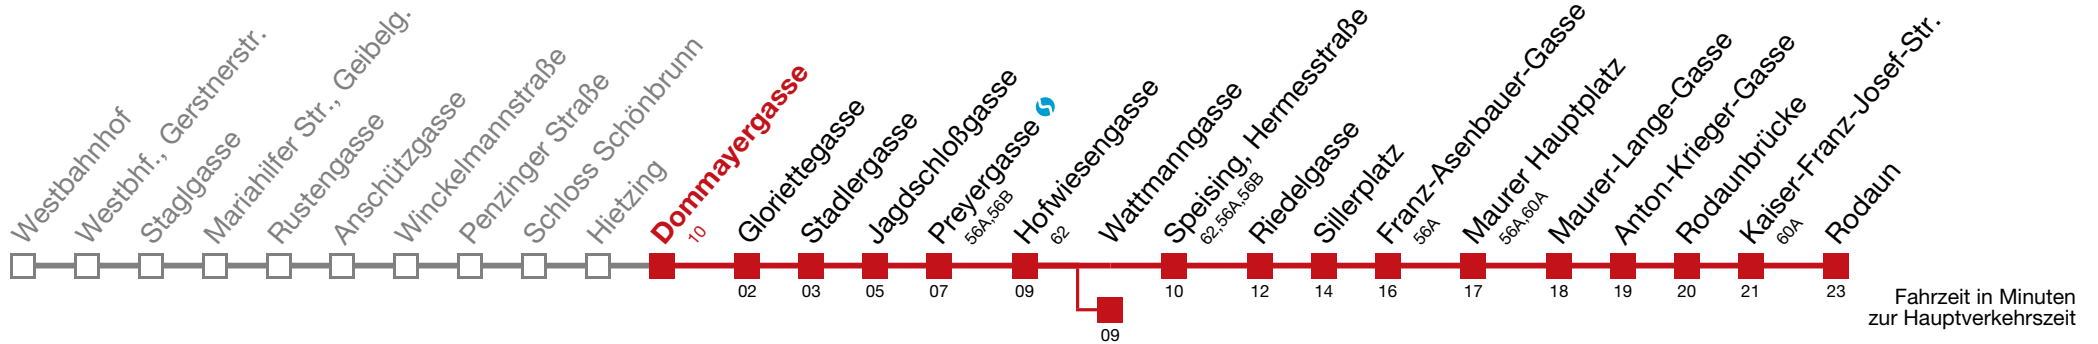 Westbahnhof
Westbhf., Gerstnerstr.
Staglgasse
Mariahilfer Str., Geibelg.
Rustengasse
Anschützgasse
Winckelmannstraße
Penzinger Straße
Schloss Schönbrunn
Hietzing
Dommayergasse
10
Gloriettegasse
02
Stadlergasse
03
Jagdschloßgasse
05
Preyergasse
56A,56B
07
Hofwiesengasse
62
09
Wattmanngasse
09
Speising, Hermesstraße
62,56A,56B
10
Riedelgasse
12
Sillerplatz
14
Franz-Asenbauer-Gasse
56A
16
Maurer Hauptplatz
56A,60A
17
Maurer-Lange-Gasse
18
Anton-Krieger-Gasse
19
Rodaunbrücke
20
Kaiser-Franz-Josef-Str.
60A
21
Rodaun
23
Fahrzeit in Minuten
zur Hauptverkehrszeit